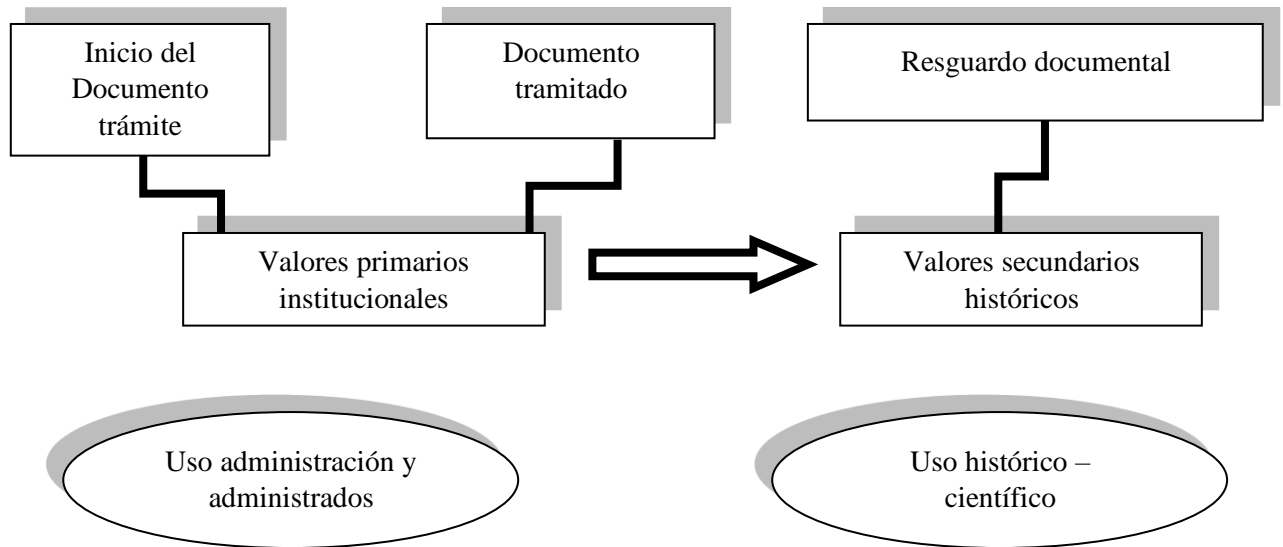 Inicio del
Documento
trámite
Documento
tramitado
Resguardo documental
Valores primarios
institucionales
Valores secundarios
históricos
Uso administración y
administrados
Uso histórico –
científico